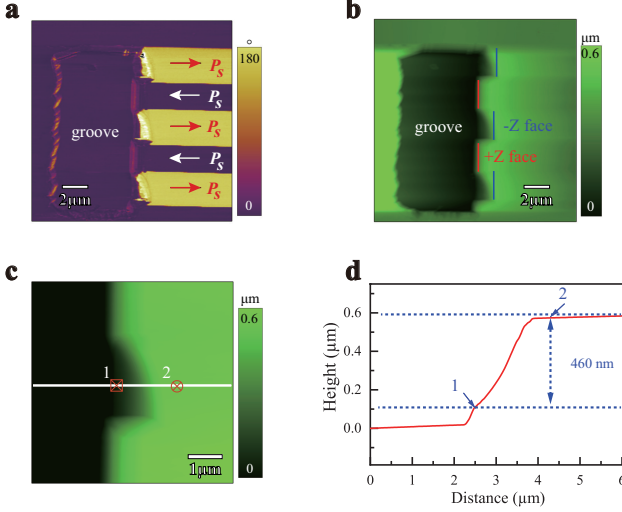 a
°
180
0
groove
Ps
Ps
Ps
Ps
Ps
2μm
b
μm
0.6
0
groove
-Z face
+Z face
2μm
c
μm
0.6
0
1
2
1μm
d
Height (μm)
0.6
0.4
0.2
0.0
0
1
2
3
4
5
6
Distance (μm)
1
2
460 nm